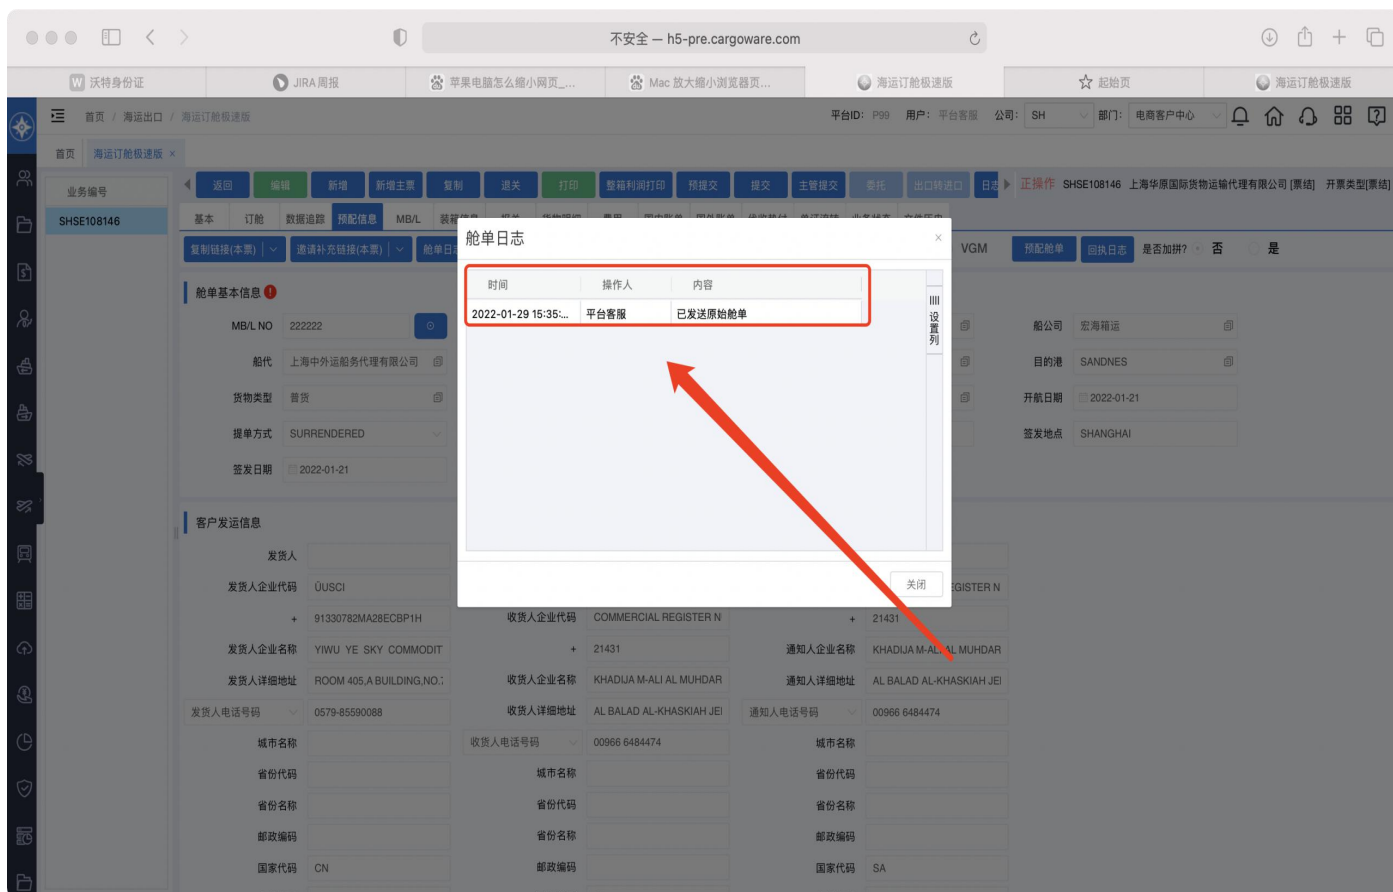 不安全 — h5-pre.cargoware.com
W 沃特身份证
JIRA 周报
苹果电脑怎么缩小网页_...
Mac 放大缩小浏览器页...
海运订舱极速版
起始页
海运订舱极速版
首页 / 海运出口 / 海运订舱极速版
平台ID: P99 用户: 平台客服 公司: SH 部门: 电商客户中心
首页 海运订舱极速版 ×
业务编号
SHSE108146
返回 编辑 新增 新增主票 复制 退关 打印 整箱利润打印 预提交 提交 主管提交 委托 出口转进口 日志
正操作 SHSE108146 上海华原国际货物运输代理有限公司 [票结] 开票类型[票结]
基本 订舱 数据追踪 预配信息 MB/L
复制链接(本票) 邀请补充链接(本票)
VGM 预配舱单 回执日志 是否加拼? 否 是
舱单日志 ×
时间 操作人 内容
2022-01-29 15:35:... 平台客服 已发送原始舱单
设置列
关闭
舱单基本信息
MB/L NO 222222
船公司 宏海箱运
船代 上海中外运船务代理有限公司
目的港 SANDNES
货物类型 普货
开航日期 2022-01-21
提单方式 SURRENDERED
签发地点 SHANGHAI
签发日期 2022-01-21
客户发运信息
发货人
发货人企业代码 ÛUSCI
EGISTER N
+ 91330782MA28ECBP1H
收货人企业代码 COMMERCIAL REGISTER N
+ 21431
发货人企业名称 YIWU YE SKY COMMODIT
+ 21431
通知人企业名称 KHADIJA M-ALI AL MUHDAR
发货人详细地址 ROOM 405,A BUILDING,NO.
收货人企业名称 KHADIJA M-ALI AL MUHDAR
通知人详细地址 AL BALAD AL-KHASKIAH JE
发货人电话号码 0579-85590088
收货人详细地址 AL BALAD AL-KHASKIAH JE
通知人电话号码 00966 6484474
城市名称
收货人电话号码 00966 6484474
城市名称
省份代码
城市名称
省份代码
省份名称
省份代码
省份名称
邮政编码
省份名称
邮政编码
国家代码 CN
邮政编码
国家代码 SA